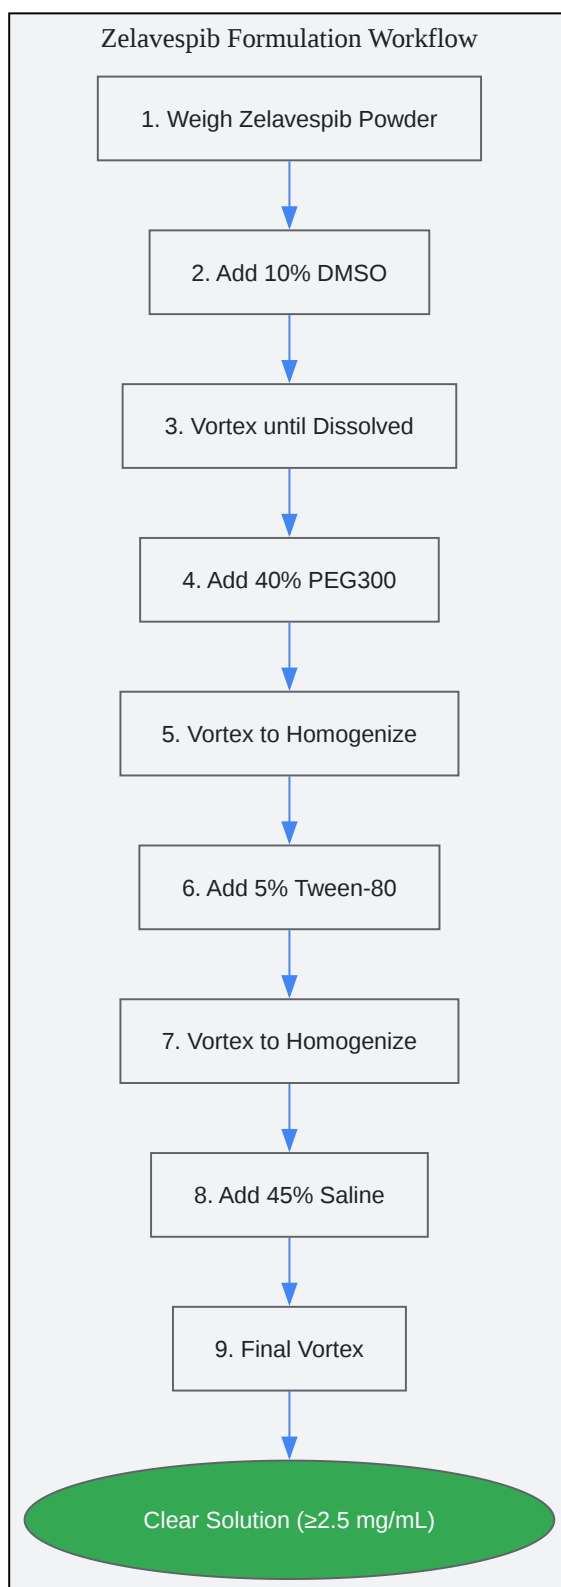 Zelavespib Formulation Workflow
1. Weigh Zelavespib Powder
2. Add 10% DMSO
3. Vortex until Dissolved
4. Add 40% PEG300
5. Vortex to Homogenize
6. Add 5% Tween-80
7. Vortex to Homogenize
8. Add 45% Saline
9. Final Vortex
Clear Solution (≥2.5 mg/mL)